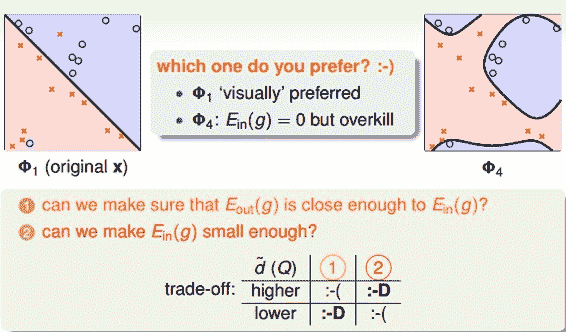 which one do you prefer? :-)
• Φ1 'visually' preferred
• Φ4: Ein(g) = 0 but overkill
Φ1 (original x)
Φ4
1 can we make sure that Eout(g) is close enough to Ein(g)?
2 can we make Ein(g) small enough?
d̃ (Q) 1 2
trade-off: higher :-( :-D
lower :-D :-(